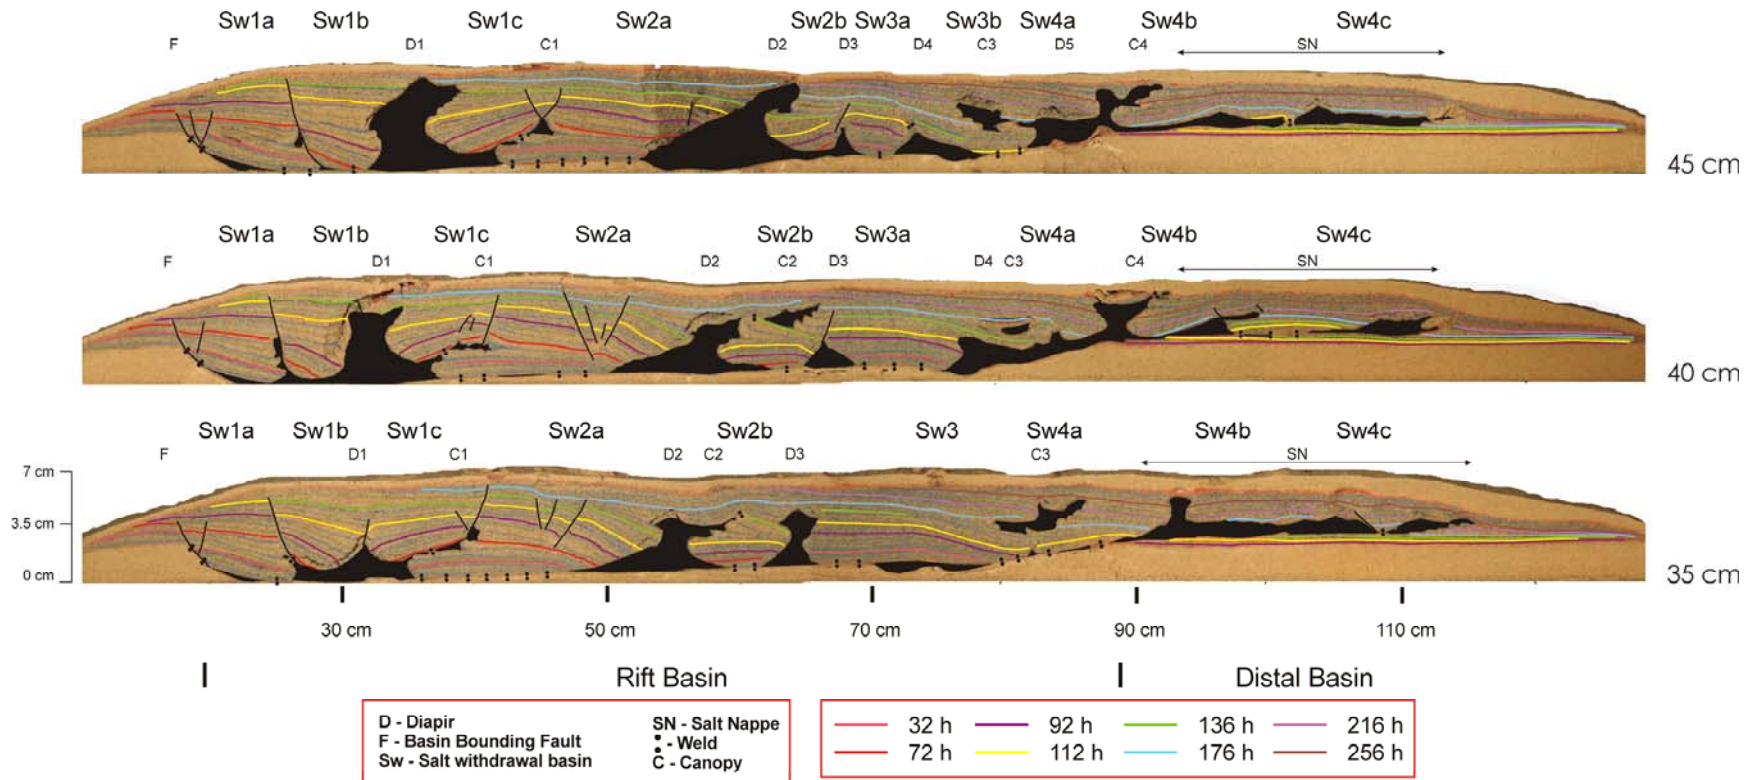 Sw1a Sw1b Sw1c Sw2a Sw2b Sw3a Sw3b Sw4a Sw4b Sw4c
F D1 C1 D2 D3 D4 C3 D5 C4 SN
45 cm
Sw1a Sw1b Sw1c Sw2a Sw2b Sw3a Sw4a Sw4b Sw4c
F D1 C1 D2 C2 D3 D4 C3 C4 SN
40 cm
Sw1a Sw1b Sw1c Sw2a Sw2b Sw3 Sw4a Sw4b Sw4c
F D1 C1 D2 C2 D3 C3 SN
7 cm
3.5 cm
0 cm
35 cm
30 cm 50 cm 70 cm 90 cm 110 cm
Rift Basin Distal Basin
D - Diapir
F - Basin Bounding Fault
Sw - Salt withdrawal basin
SN - Salt Nappe
- Weld
C - Canopy
32 h 92 h 136 h 216 h
72 h 112 h 176 h 256 h